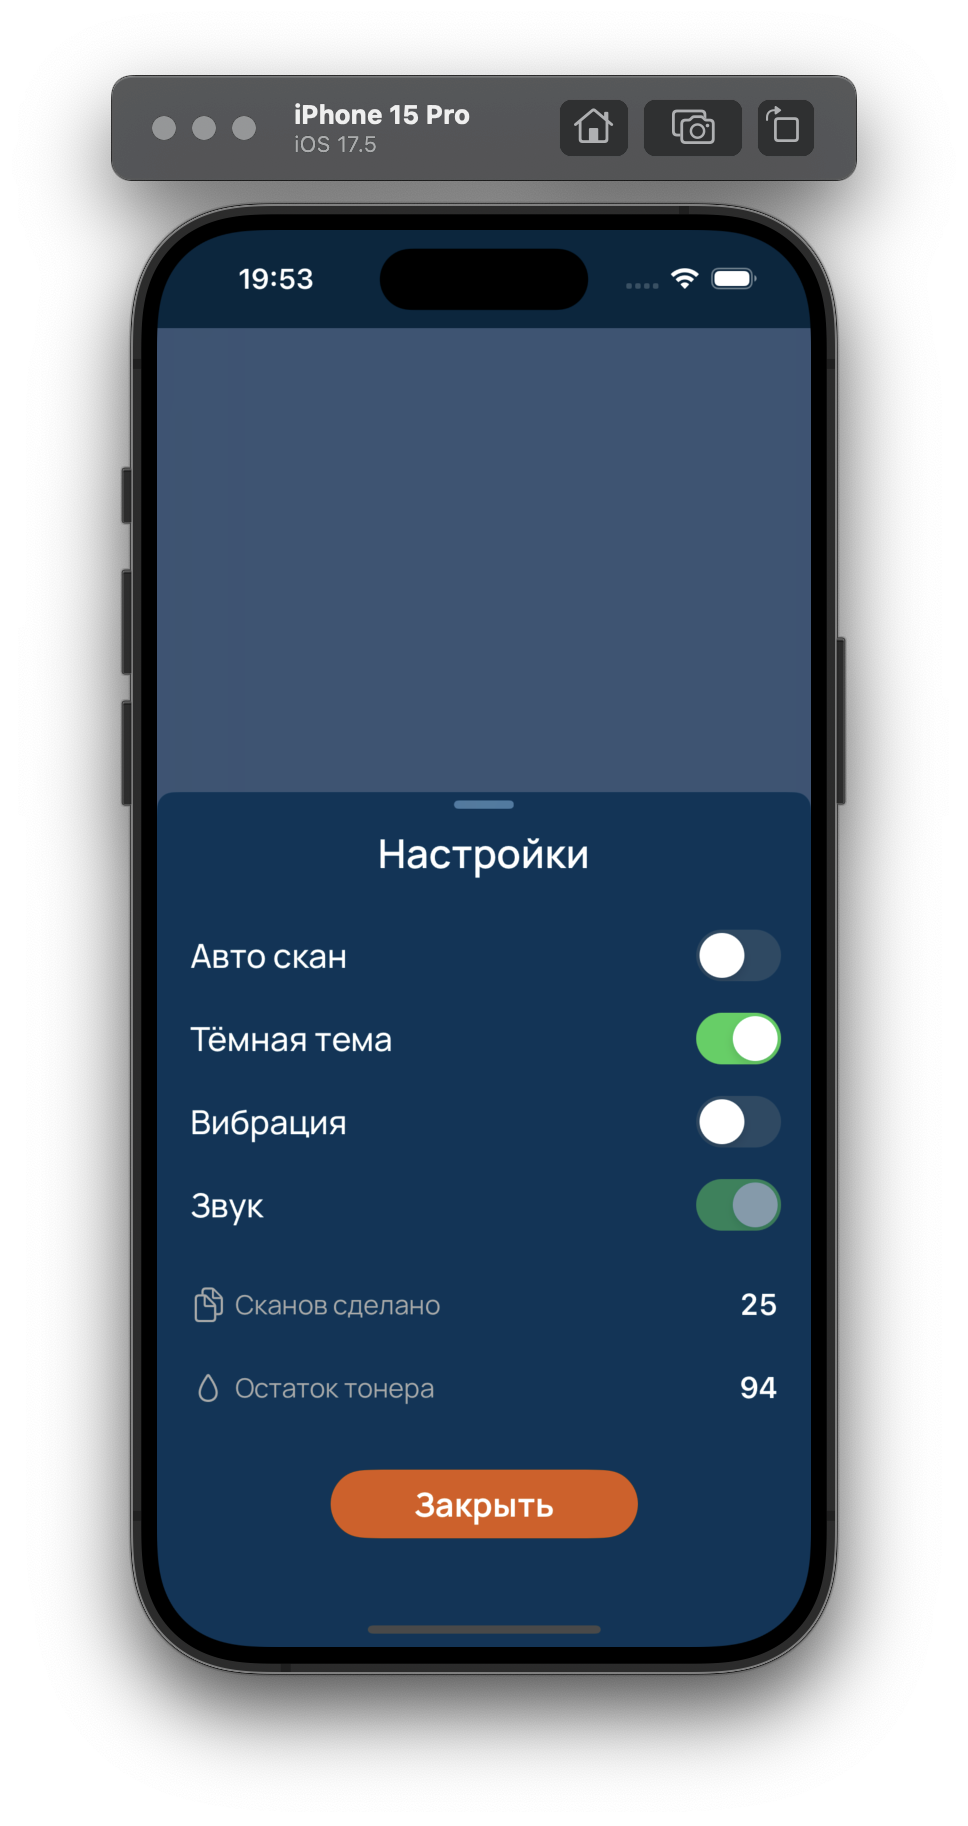 iPhone 15 Pro
iOS 17.5
19:53
Настройки
Авто скан
Тёмная тема
Вибрация
Звук
Сканов сделано 25
Остаток тонера 94
Закрыть